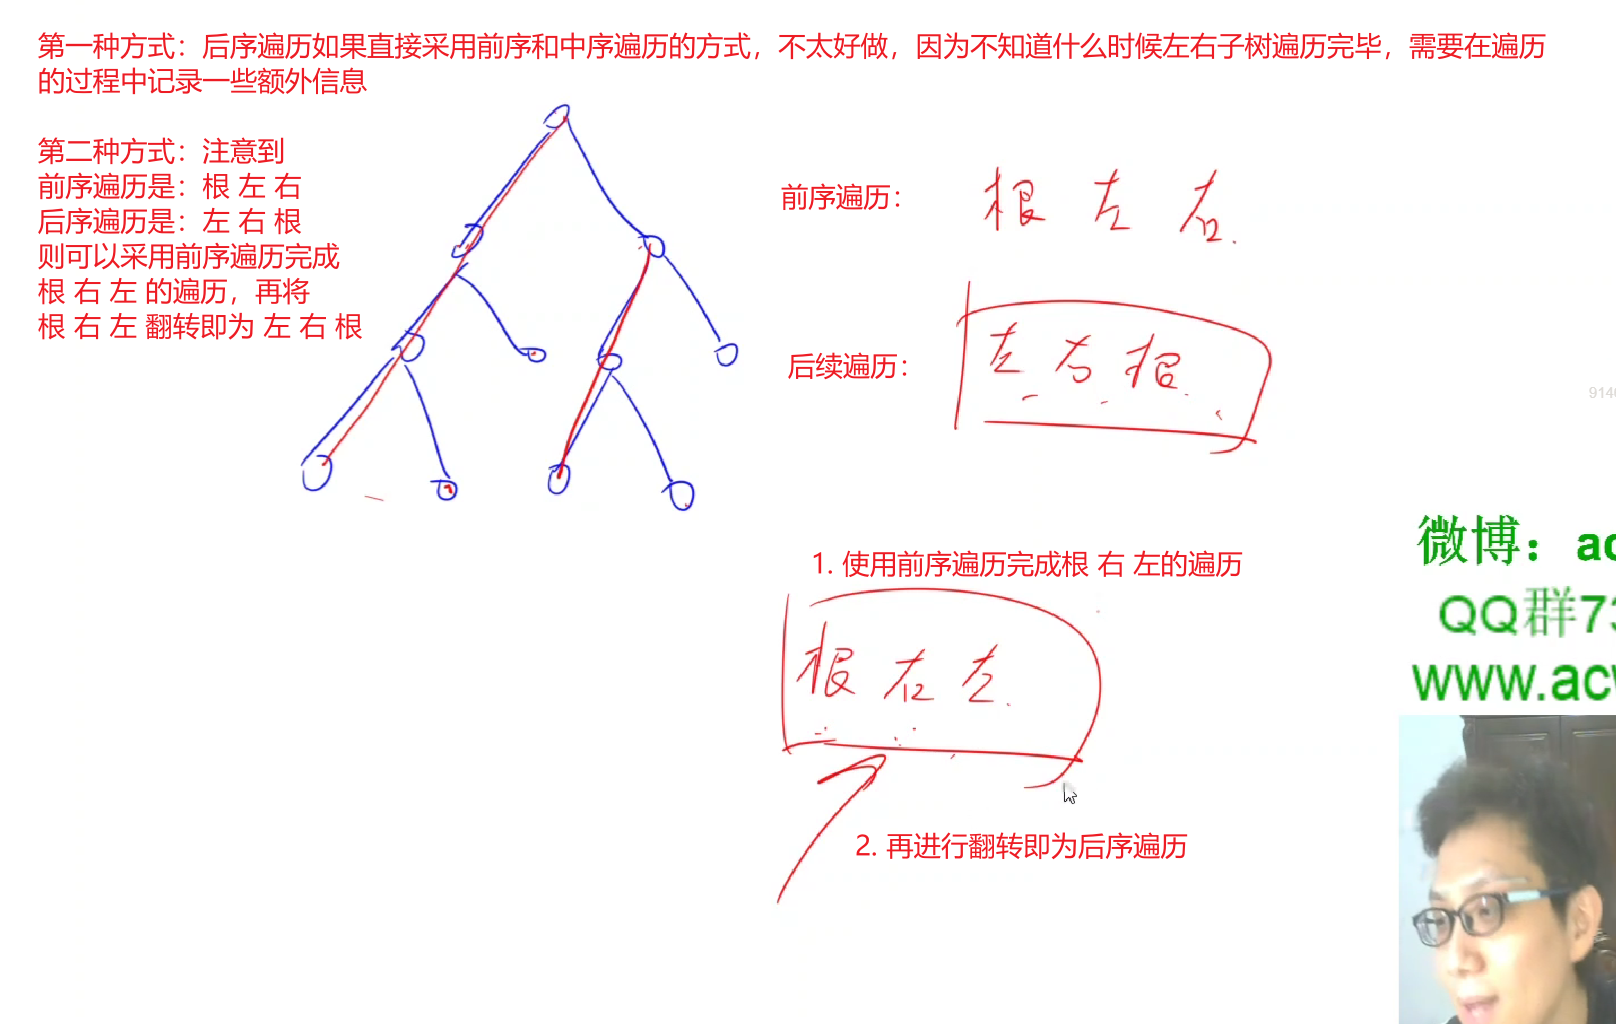 第一种方式：后序遍历如果直接采用前序和中序遍历的方式，不太好做，因为不知道什么时候左右子树遍历完毕，需要在遍历
的过程中记录一些额外信息
第二种方式：注意到
前序遍历是：根 左 右
后序遍历是：左 右 根
则可以采用前序遍历完成
根 右 左 的遍历，再将
根 右 左 翻转即为 左 右 根
前序遍历：
根 左 右.
后续遍历：
左 右 根
1. 使用前序遍历完成根 右 左的遍历
根 右 左.
2. 再进行翻转即为后序遍历
914
微博：ac
QQ群73
www.acw